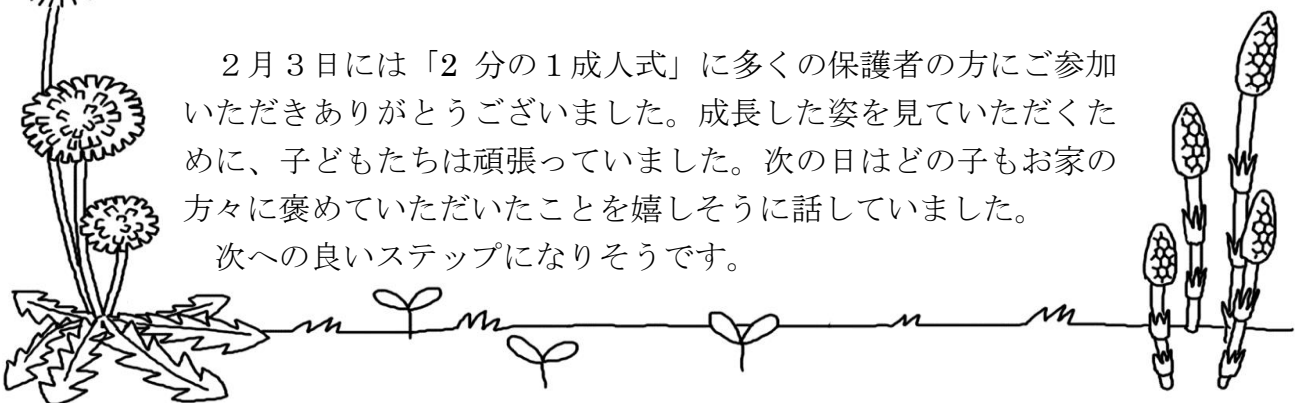 ２月３日には「2 分の１成人式」に多くの保護者の方にご参加
いただきありがとうございました。成長した姿を見ていただくた
めに、子どもたちは頑張っていました。次の日はどの子もお家の
方々に褒めていただいたことを嬉しそうに話していました。
　次への良いステップになりそうです。